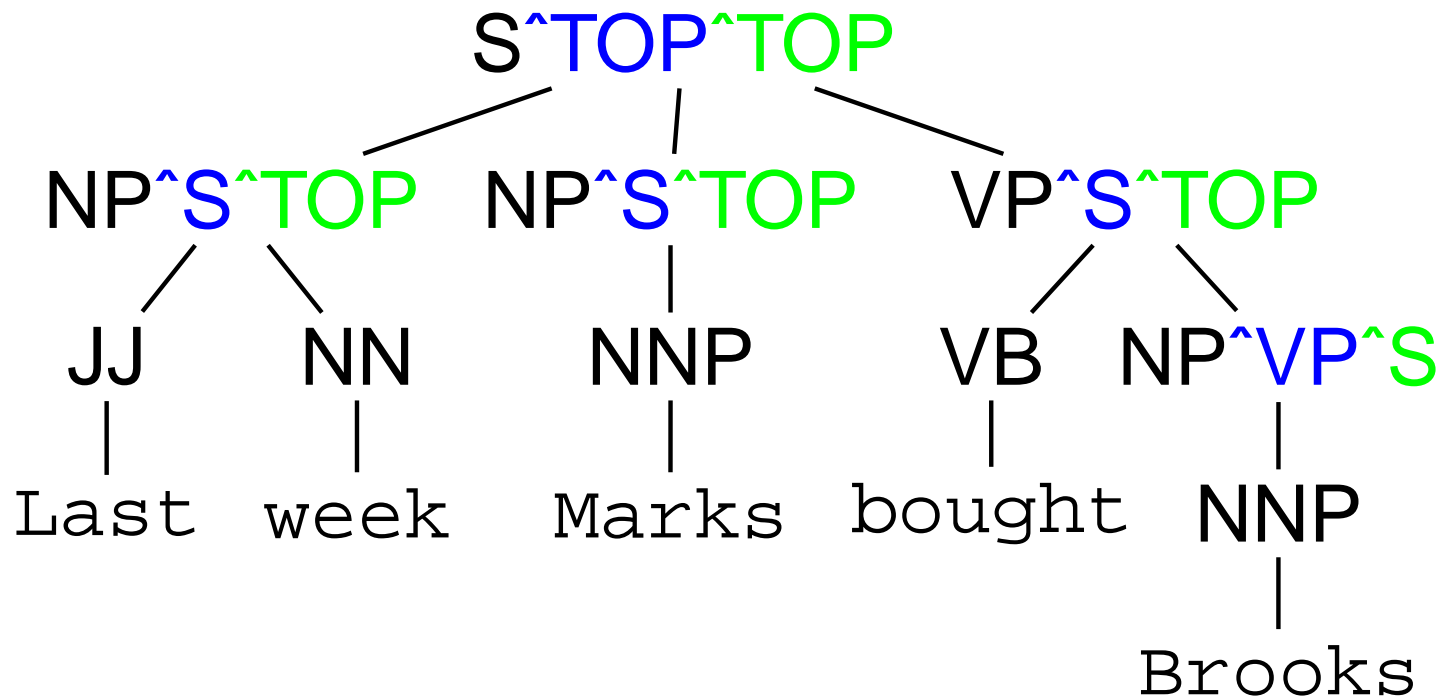 S^TOP^TOP
NP^S^TOP NP^S^TOP VP^S^TOP
JJ NN NNP VB NP^VP^S
Last week Marks bought NNP
Brooks